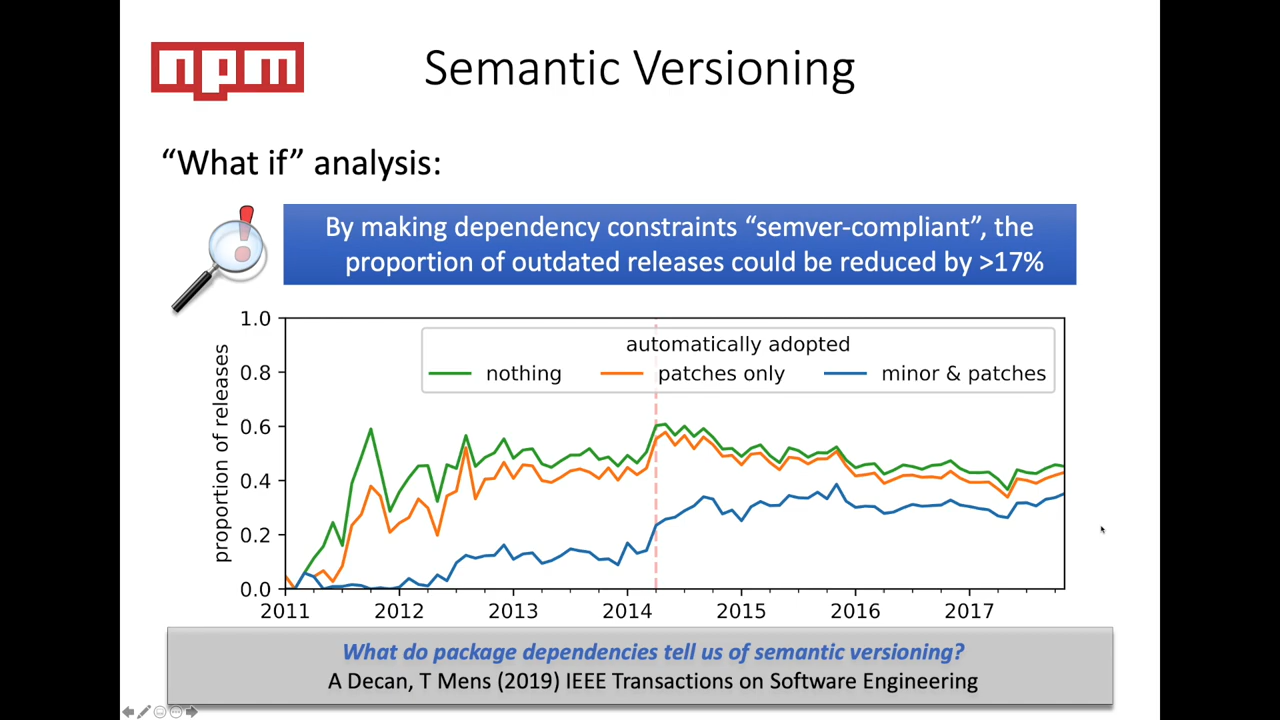 npm
Semantic Versioning
“What if” analysis:
By making dependency constraints “semver-compliant”, the
proportion of outdated releases could be reduced by >17%
automatically adopted
nothing patches only minor & patches
proportion of releases
1.0
0.8
0.6
0.4
0.2
0.0
2011 2012 2013 2014 2015 2016 2017
What do package dependencies tell us of semantic versioning?
A Decan, T Mens (2019) IEEE Transactions on Software Engineering